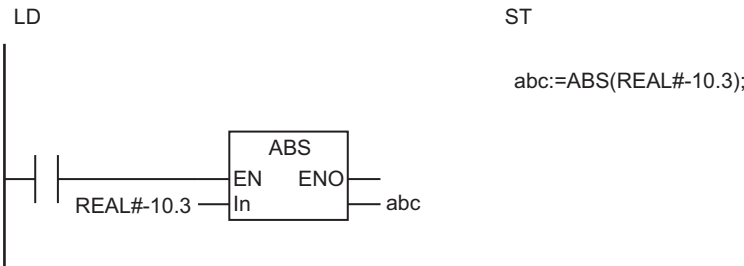 LD
ST
abc:=ABS(REAL#-10.3);
ABS
EN ENO
REAL#-10.3 In abc